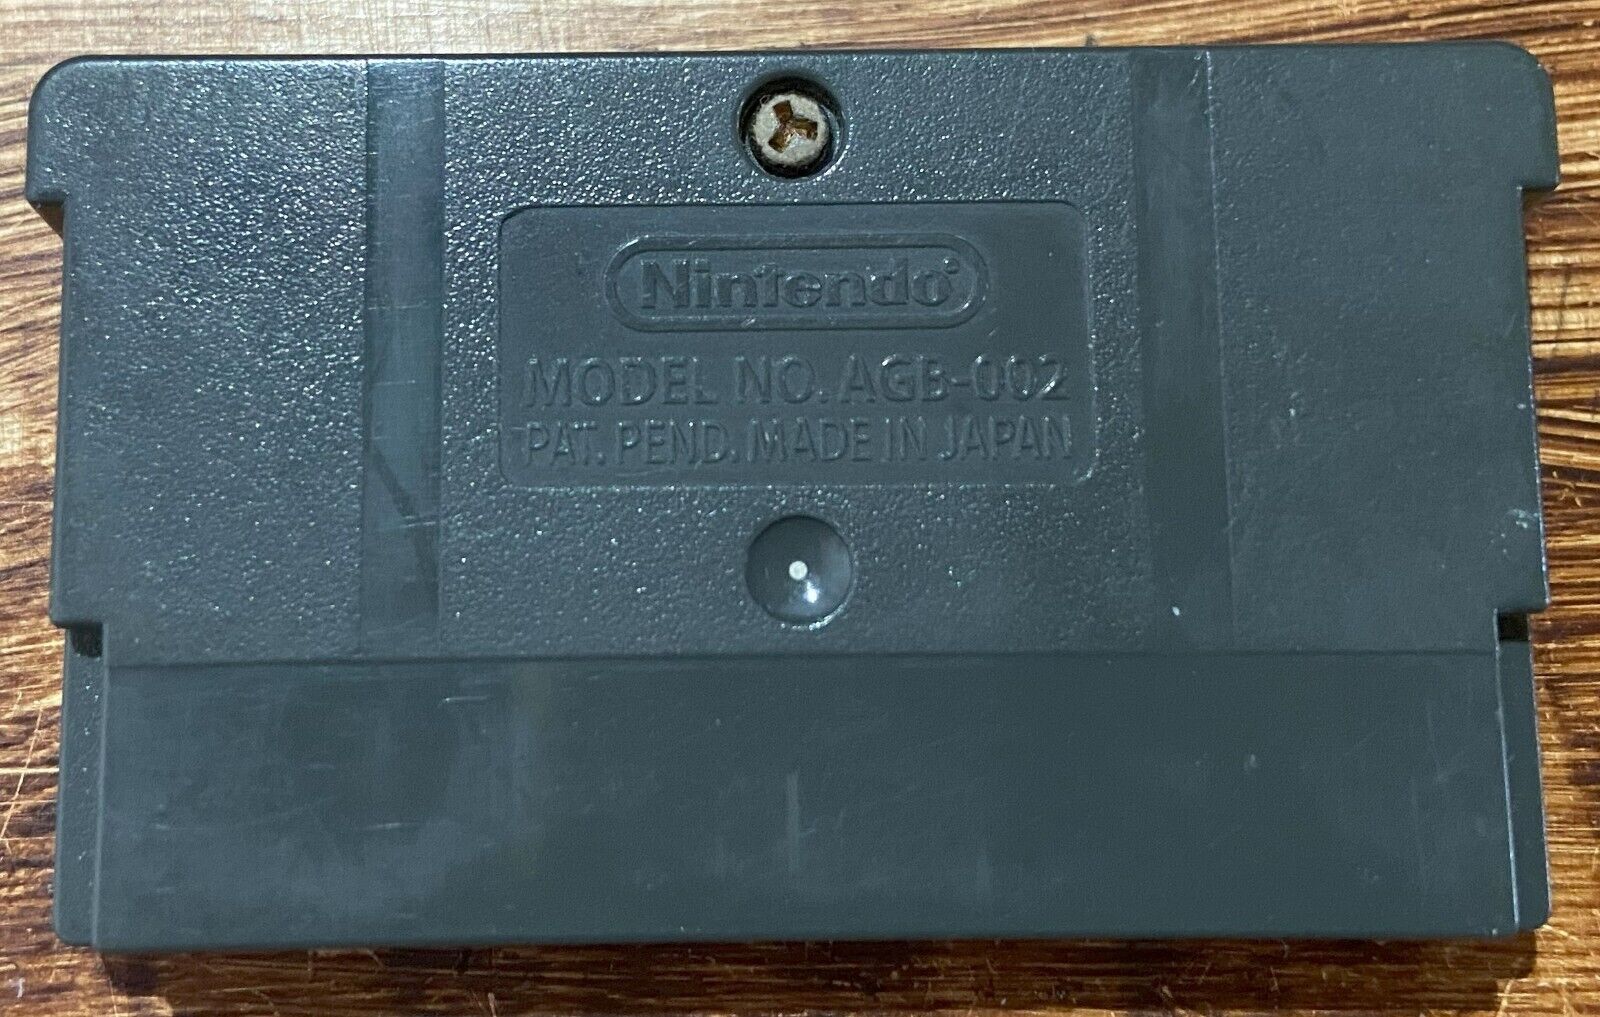 Nintendo
MODEL NO. AGB-002
PAT. PEND. MADE IN JAPAN